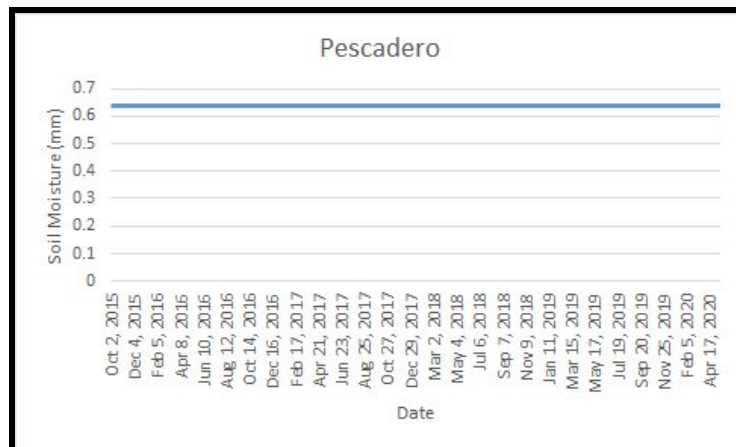 Pescadero
Soil Moisture (mm)
0.7
0.6
0.5
0.4
0.3
0.2
0.1
0
Oct 2, 2015
Dec 4, 2015
Feb 5, 2016
Apr 8, 2016
Jun 10, 2016
Aug 12, 2016
Oct 14, 2016
Dec 16, 2016
Feb 17, 2017
Apr 21, 2017
Jun 23, 2017
Aug 25, 2017
Oct 27, 2017
Dec 29, 2017
Mar 2, 2018
May 4, 2018
Jul 6, 2018
Sep 7, 2018
Nov 9, 2018
Jan 11, 2019
Mar 15, 2019
May 17, 2019
Jul 19, 2019
Sep 20, 2019
Nov 25, 2019
Feb 5, 2020
Apr 17, 2020
Date